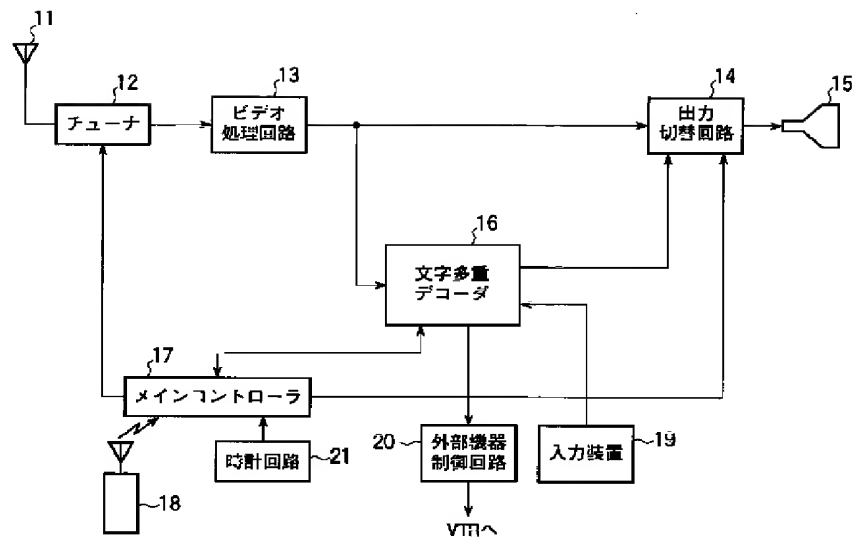 11
12
チューナ
13
ビデオ
処理回路
14
出力
切替回路
15
16
文字多重
デコーダ
17
メインコントローラ
18
時計回路
21
20
外部機器
制御回路
入力装置
19
VTRへ